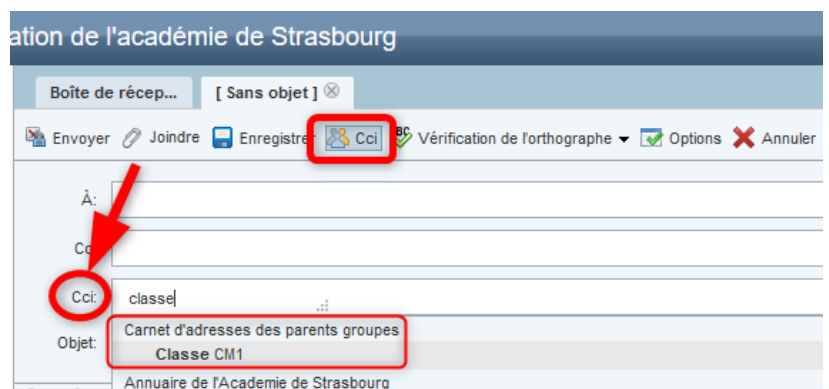 ation de l'académie de Strasbourg
Boîte de récep... [ Sans objet ]
Envoyer Joindre Enregistrer Cci Vérification de l'orthographe Options Annuler
À:
Cc
Cci: classe
Carnet d'adresses des parents groupes
Objet:
Classe CM1
Annuaire de l'Academie de Strasbourg